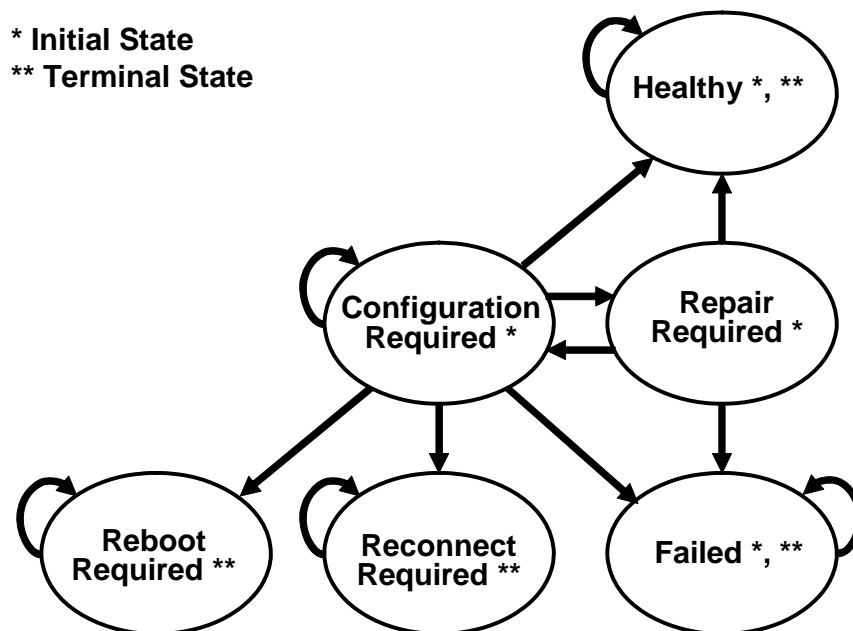 * Initial State
** Terminal State
Healthy *, **
Configuration
Required *
Repair
Required *
Reboot
Required **
Reconnect
Required **
Failed *, **